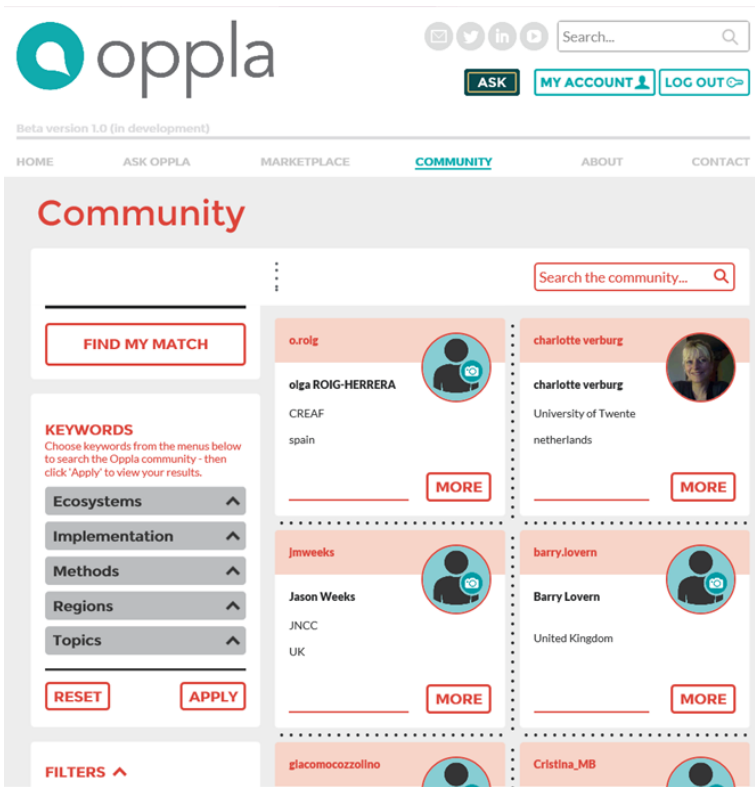 oppla
Search...
ASK
MY ACCOUNT
LOG OUT
Beta version 1.0 (in development)
HOME ASK OPPLA MARKETPLACE COMMUNITY ABOUT CONTACT
Community
Search the community...
FIND MY MATCH
KEYWORDS
Choose keywords from the menus below
to search the Oppla community - then
click 'Apply' to view your results.
Ecosystems
Implementation
Methods
Regions
Topics
RESET
APPLY
FILTERS
o.roig
olga ROIG-HERRERA
CREAF
spain
MORE
charlotte verburg
charlotte verburg
University of Twente
netherlands
MORE
jmweeks
Jason Weeks
JNCC
UK
MORE
barry.lovern
Barry Lovern
United Kingdom
MORE
giacomocozzolino
Cristina_MB